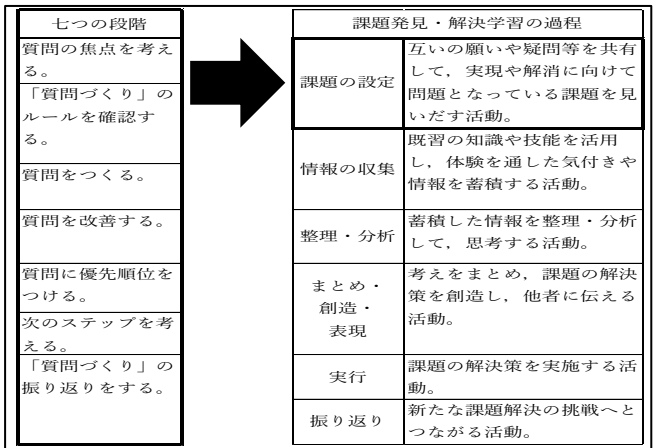 七つの段階
質問の焦点を考え
る。
「質問づくり」の
ルールを確認す
る。
質問をつくる。
質問を改善する。
質問に優先順位を
つける。
次のステップを考
える。
「質問づくり」の
振り返りをする。
課題発見・解決学習の過程
課題の設定
互いの願いや疑問等を共有
して，実現や解消に向けて
問題となっている課題を見
いだす活動。
情報の収集
既習の知識や技能を活用
し，体験を通した気付きや
情報を蓄積する活動。
整理・分析
蓄積した情報を整理・分析
して，思考する活動。
まとめ・
創造・
表現
考えをまとめ，課題の解決
策を創造し，他者に伝える
活動。
実行
課題の解決策を実施する活
動。
振り返り
新たな課題解決の挑戦へと
つながる活動。